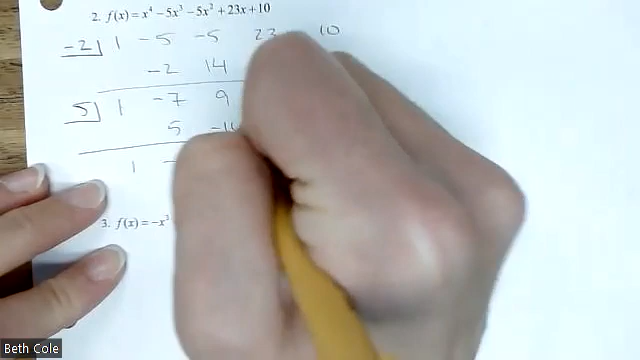 2. f(x) = x⁴ − 5x³ − 5x² + 23x + 10
-2 1 -5 -5 23 10
-2 14
5 1 -7 9
5
1
3. f(x) = −x³
Beth Cole